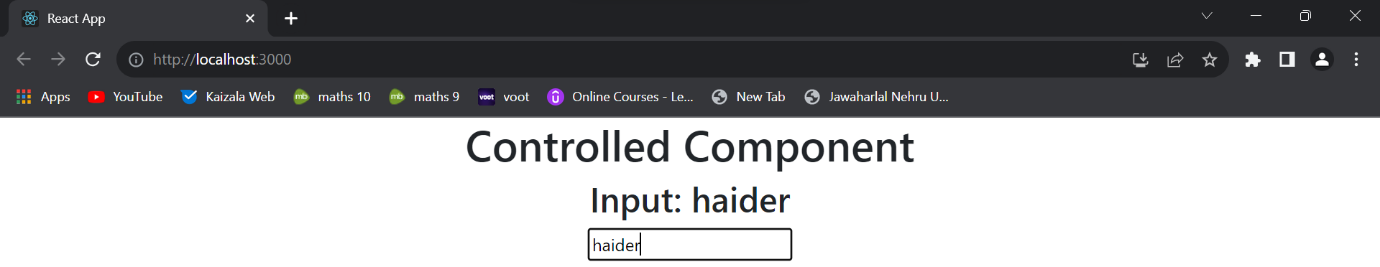 React App
http://localhost:3000
Apps YouTube Kaizala Web maths 10 maths 9 voot voot Online Courses - Le... New Tab Jawaharlal Nehru U...
Controlled Component
Input: haider
haider